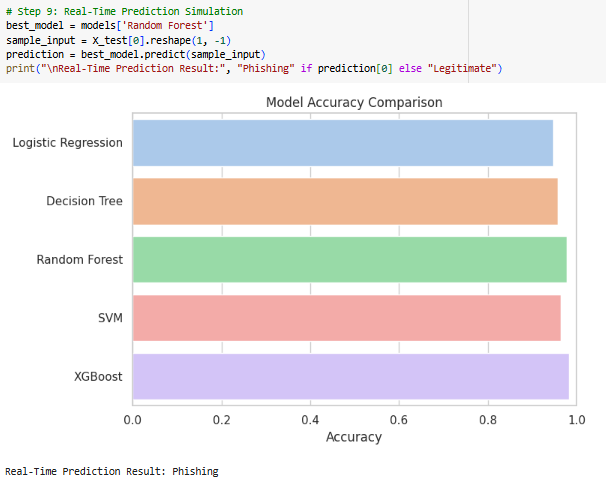 # Step 9: Real-Time Prediction Simulation
best_model = models['Random Forest']
sample_input = X_test[0].reshape(1, -1)
prediction = best_model.predict(sample_input)
print("\nReal-Time Prediction Result:", "Phishing" if prediction[0] else "Legitimate")
Model Accuracy Comparison
Logistic Regression
Decision Tree
Random Forest
SVM
XGBoost
0.0 0.2 0.4 0.6 0.8 1.0
Accuracy
Real-Time Prediction Result: Phishing